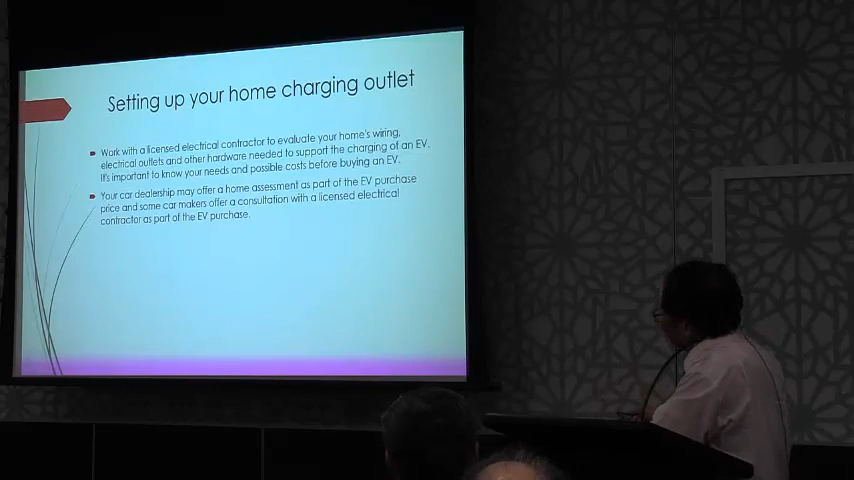 Setting up your home charging outlet
Work with a licensed electrical contractor to evaluate your home's wiring,
electrical outlets and other hardware needed to support the charging of an EV.
It's important to know your needs and possible costs before buying an EV.
Your car dealership may offer a home assessment as part of the EV purchase
price and some car makers offer a consultation with a licensed electrical
contractor as part of the EV purchase.